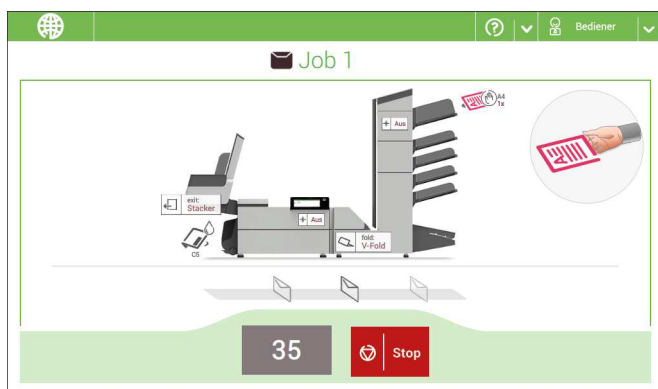 Bediener
Job 1
A4
1x
Aus
exit:
Stacker
Aus
fold:
V-Fold
C5
35
Stop